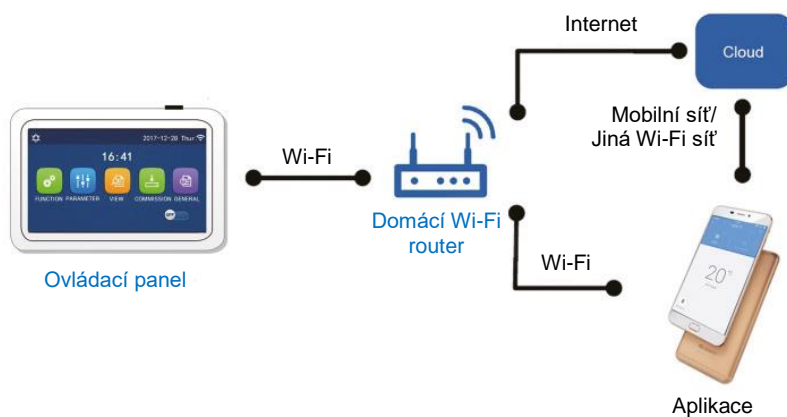 Internet
Cloud
Mobilní síť/
Jiná Wi-Fi síť
2017-12-28 Thur.
16:41
Wi-Fi
FUNCTION PARAMETER VIEW COMMISSION GENERAL
OFF
Domácí Wi-Fi
router
Ovládací panel
Wi-Fi
20°
Aplikace